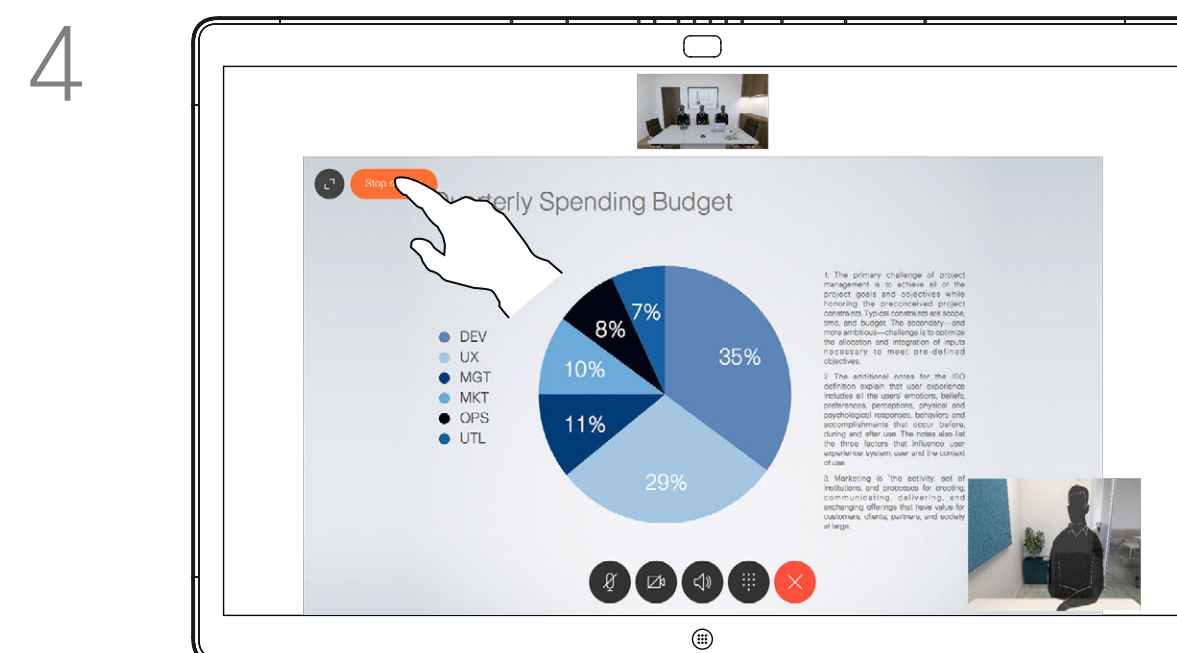 4
Stop
Quarterly Spending Budget
DEV
UX
MGT
MKT
OPS
UTL
7%
8%
35%
10%
11%
29%
1. The primary challenge of project
management is to achieve all of the
project goals and objectives while
honoring the preconceived project
constraints. Typical constraints are scope,
time, and budget. The secondary—and
more ambitious—challenge is to optimize
the allocation and integration of inputs
necessary to meet pre-defined
objectives.
2. The additional notes for the ISO
definition explain that user experience
includes all the users' emotions, beliefs,
preferences, perceptions, physical and
psychological responses, behaviors and
accomplishments that occur before,
during and after use. The notes also list
the three factors that influence user
experience: system, user and the context
of use.
3. Marketing is "the activity, set of
institutions, and processes for creating,
communicating, delivering, and
exchanging offerings that have value for
customers, clients, partners, and society
at large.